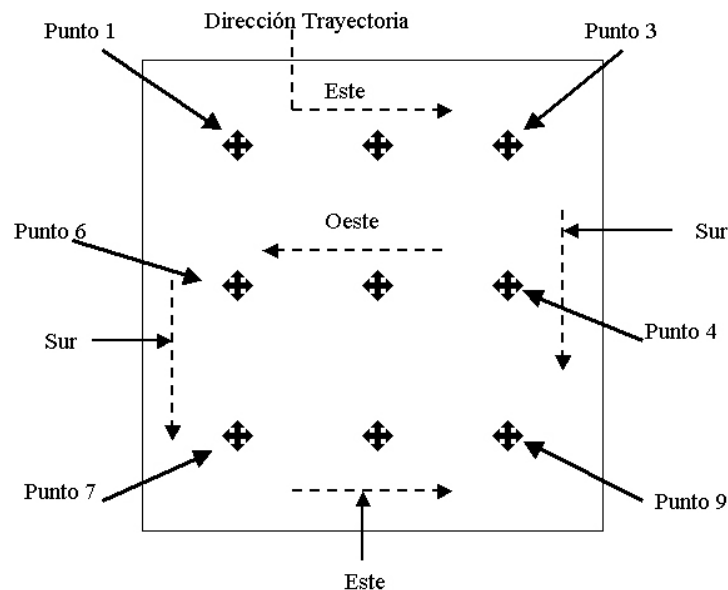 Dirección Trayectoria
Punto 1
Punto 3
Este
Oeste
Punto 6
Sur
Sur
Punto 4
Punto 7
Punto 9
Este